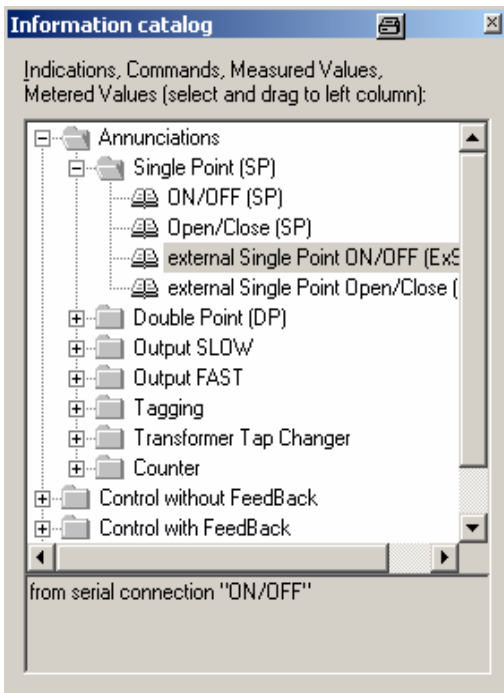 Information catalog
Indications, Commands, Measured Values,
Metered Values (select and drag to left column):
Annunciations
Single Point (SP)
ON/OFF (SP)
Open/Close (SP)
external Single Point ON/OFF (ExS
external Single Point Open/Close (
Double Point (DP)
Output SLOW
Output FAST
Tagging
Transformer Tap Changer
Counter
Control without FeedBack
Control with FeedBack
from serial connection "ON/OFF"